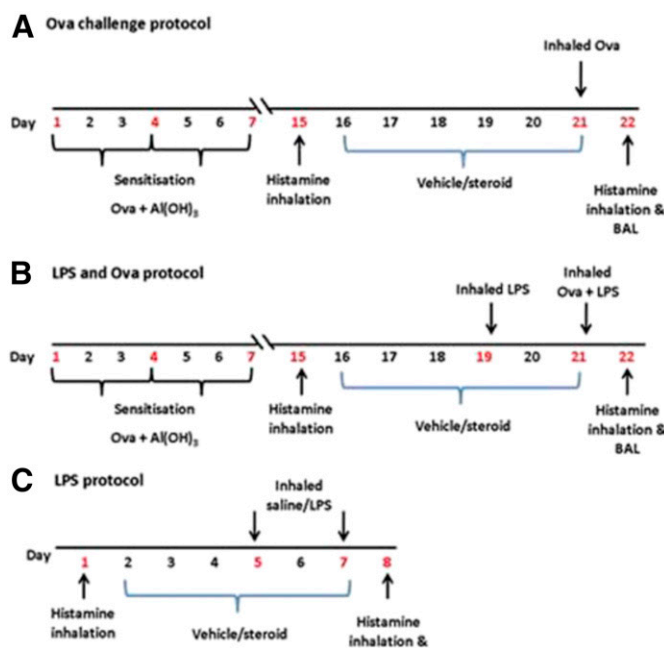 A Ova challenge protocol
Inhaled Ova
Day 1 2 3 4 5 6 7 15 16 17 18 19 20 21 22
Sensitisation
Ova + Al(OH)₃
Histamine
inhalation
Vehicle/steroid
Histamine
inhalation &
BAL
B LPS and Ova protocol
Inhaled LPS
Inhaled
Ova + LPS
Day 1 2 3 4 5 6 7 15 16 17 18 19 20 21 22
Sensitisation
Ova + Al(OH)₃
Histamine
inhalation
Vehicle/steroid
Histamine
inhalation &
BAL
C LPS protocol
Inhaled
saline/LPS
Day 1 2 3 4 5 6 7 8
Histamine
inhalation
Vehicle/steroid
Histamine
inhalation &